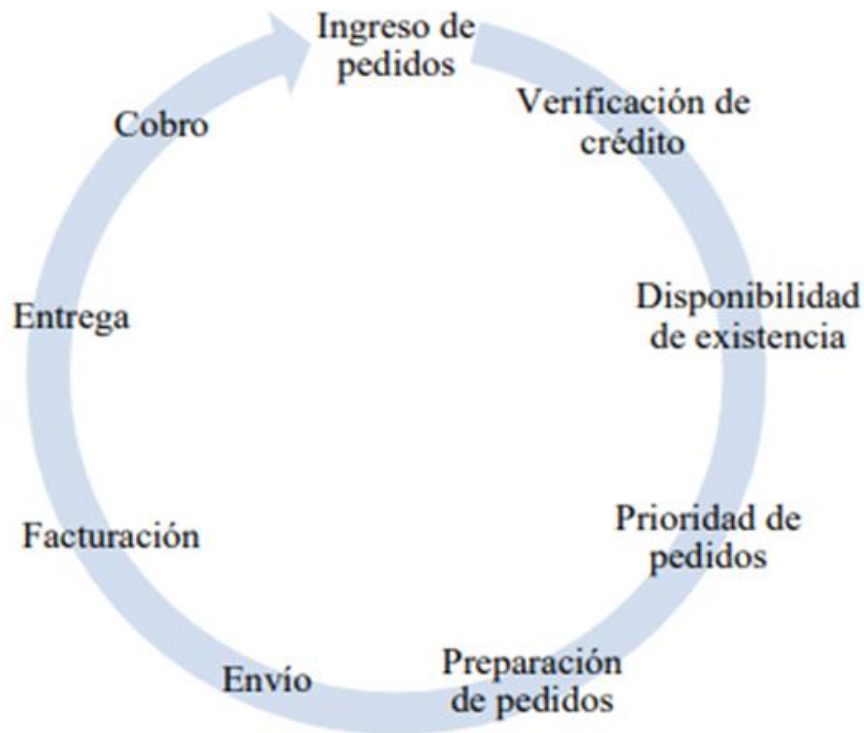 Ingreso de
pedidos
Verificación de
crédito
Disponibilidad
de existencia
Prioridad de
pedidos
Preparación
de pedidos
Envío
Facturación
Entrega
Cobro